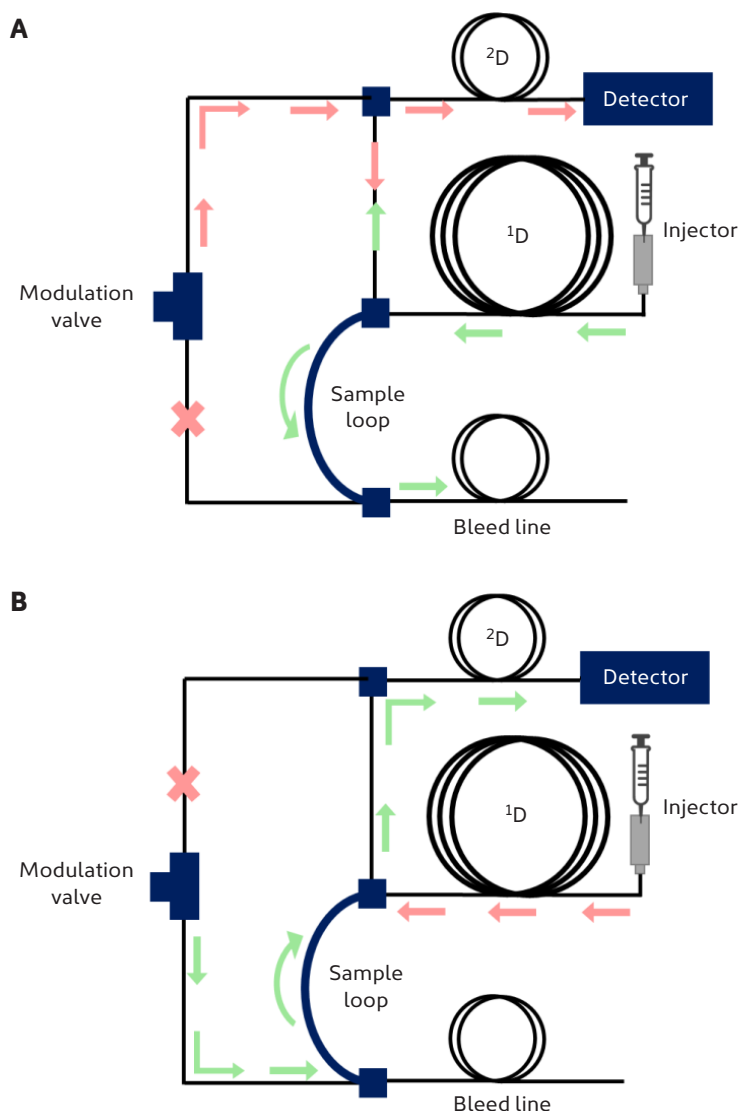 A
²D
Detector
¹D
Injector
Modulation
valve
Sample
loop
Bleed line
B
²D
Detector
¹D
Injector
Modulation
valve
Sample
loop
Bleed line